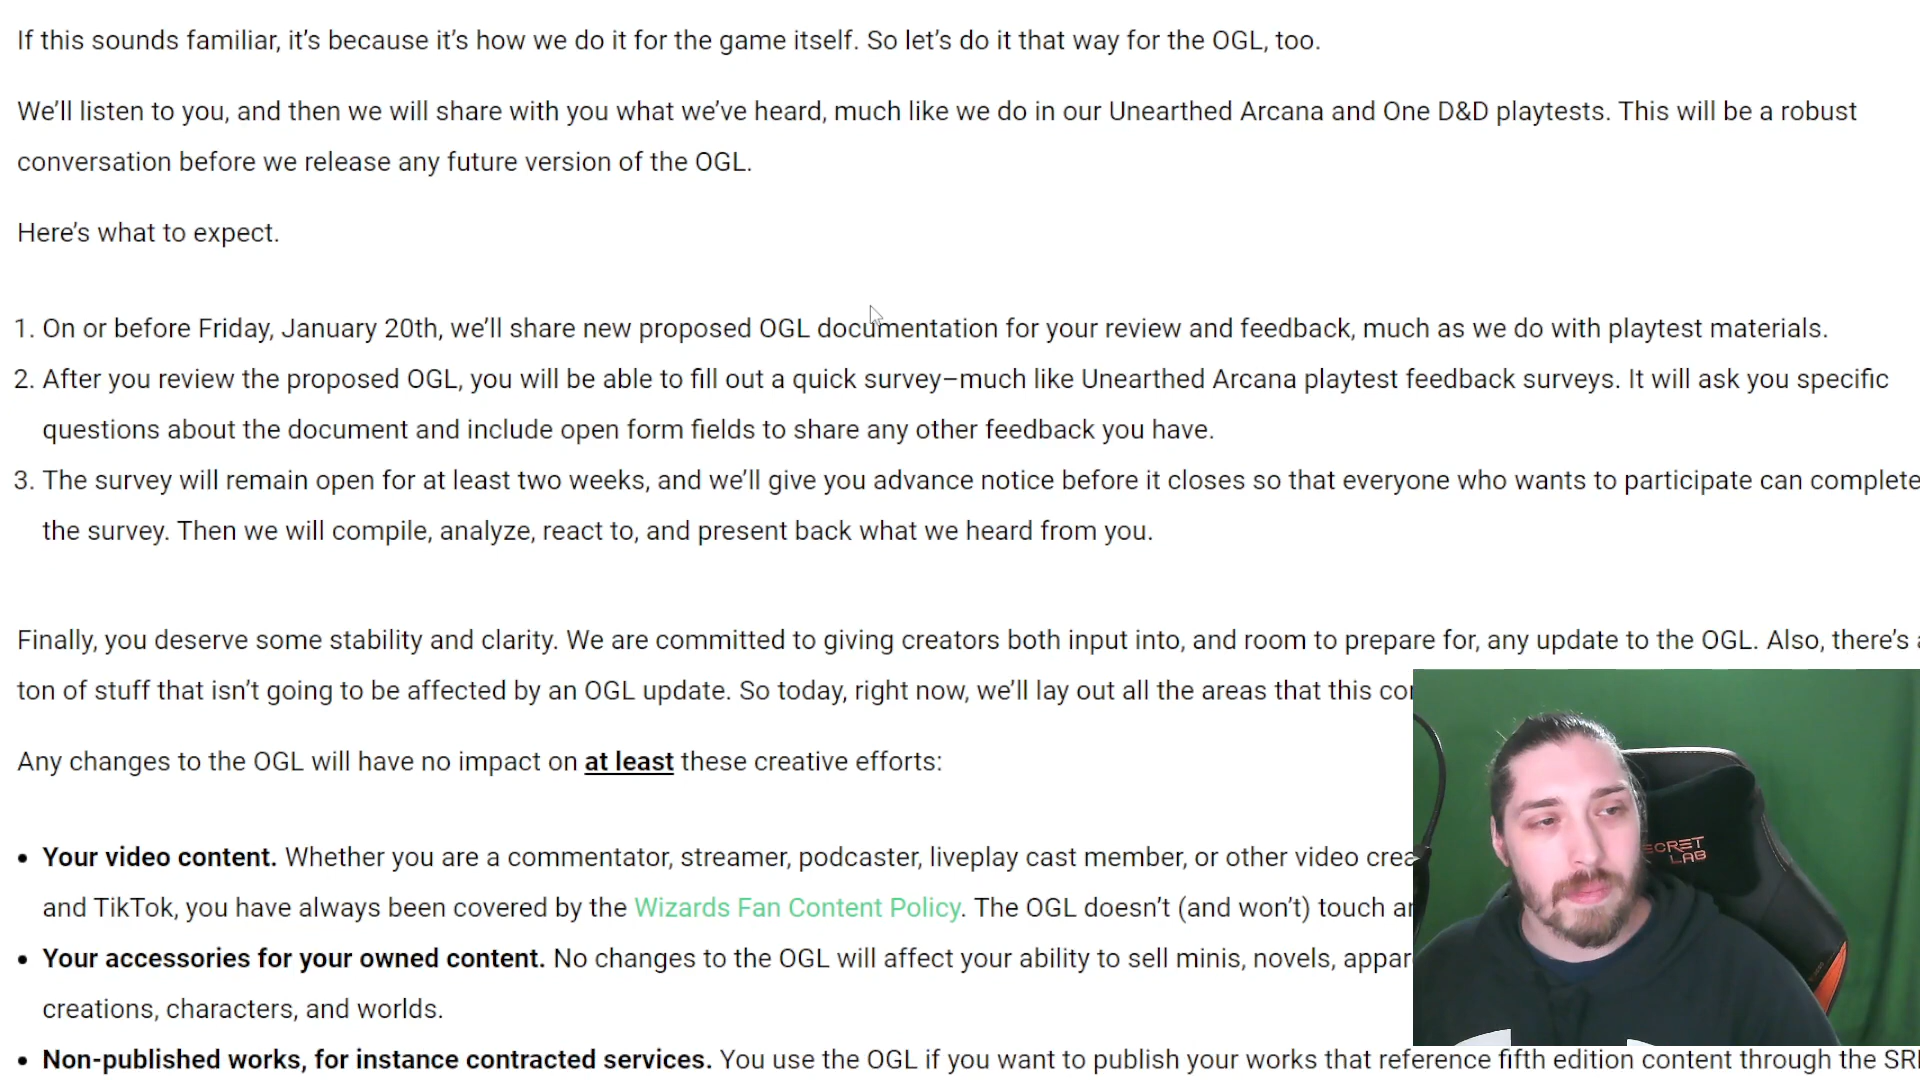 If this sounds familiar, it’s because it’s how we do it for the game itself. So let’s do it that way for the OGL, too.
We’ll listen to you, and then we will share with you what we’ve heard, much like we do in our Unearthed Arcana and One D&D playtests. This will be a robust
conversation before we release any future version of the OGL.
Here’s what to expect.
1. On or before Friday, January 20th, we’ll share new proposed OGL documentation for your review and feedback, much as we do with playtest materials.
2. After you review the proposed OGL, you will be able to fill out a quick survey–much like Unearthed Arcana playtest feedback surveys. It will ask you specific
questions about the document and include open form fields to share any other feedback you have.
3. The survey will remain open for at least two weeks, and we’ll give you advance notice before it closes so that everyone who wants to participate can complete
the survey. Then we will compile, analyze, react to, and present back what we heard from you.
Finally, you deserve some stability and clarity. We are committed to giving creators both input into, and room to prepare for, any update to the OGL. Also, there’s a
ton of stuff that isn’t going to be affected by an OGL update. So today, right now, we’ll lay out all the areas that this
Any changes to the OGL will have no impact on at least these creative efforts:
• Your video content. Whether you are a commentator, streamer, podcaster, liveplay cast member, or other video
and TikTok, you have always been covered by the Wizards Fan Content Policy. The OGL doesn’t (and won’t) touch
• Your accessories for your owned content. No changes to the OGL will affect your ability to sell minis, novels,
creations, characters, and worlds.
• Non-published works, for instance contracted services. You use the OGL if you want to publish your works that reference fifth edition content through the
SECRET
LAB